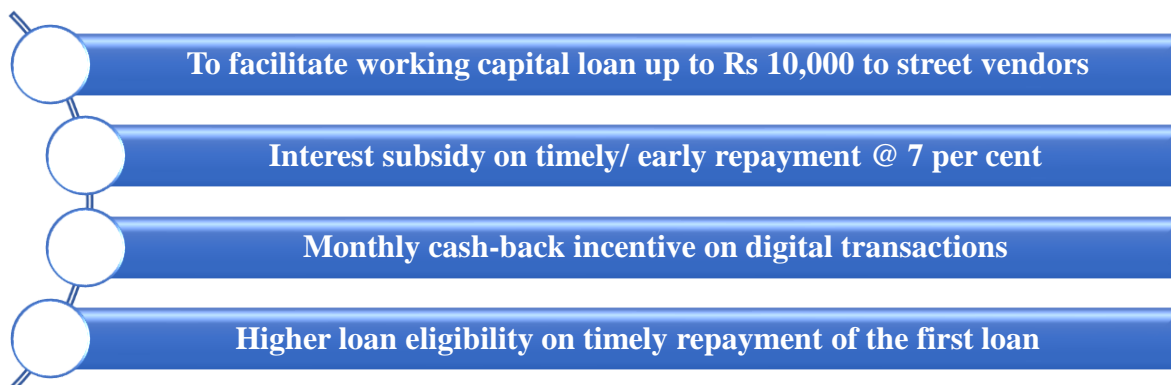 To facilitate working capital loan up to Rs 10,000 to street vendors
Interest subsidy on timely/ early repayment @ 7 per cent
Monthly cash-back incentive on digital transactions
Higher loan eligibility on timely repayment of the first loan